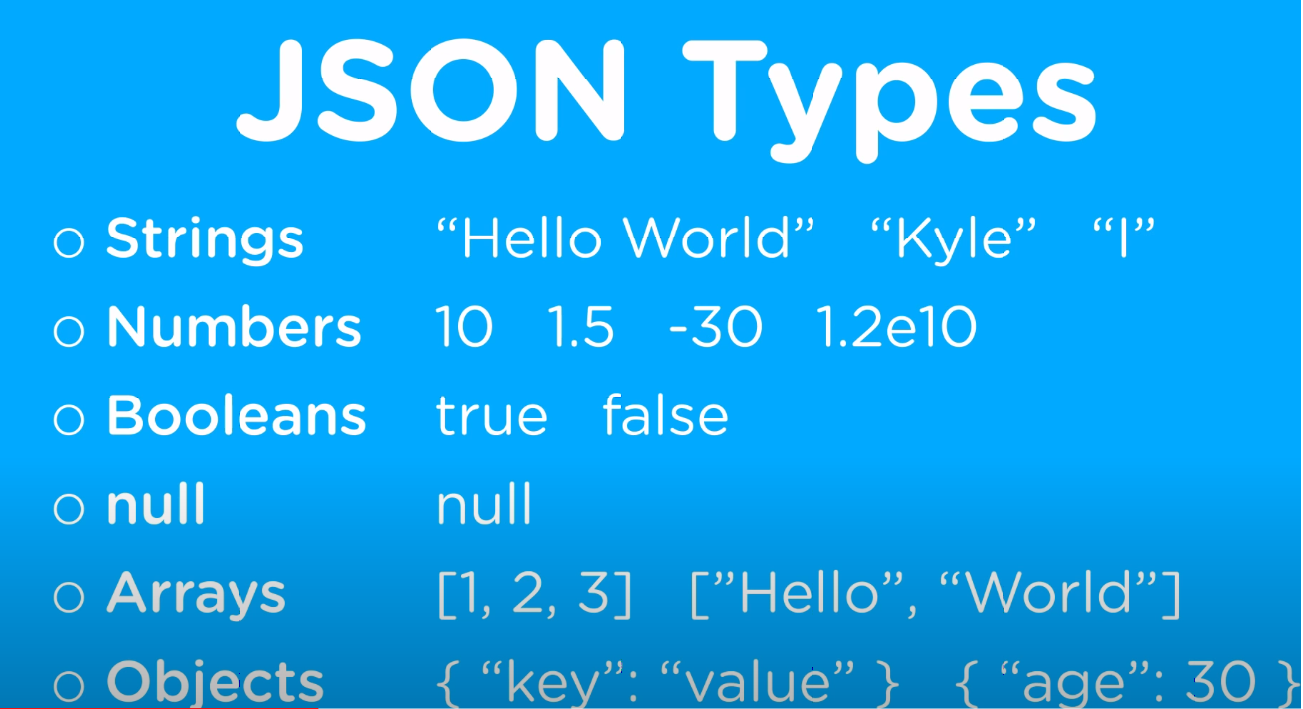 JSON Types
○ Strings “Hello World” “Kyle” “I”
○ Numbers 10 1.5 -30 1.2e10
○ Booleans true false
○ null null
○ Arrays [1, 2, 3] [”Hello”, “World”]
○ Objects { “key”: “value” } { “age”: 30 }